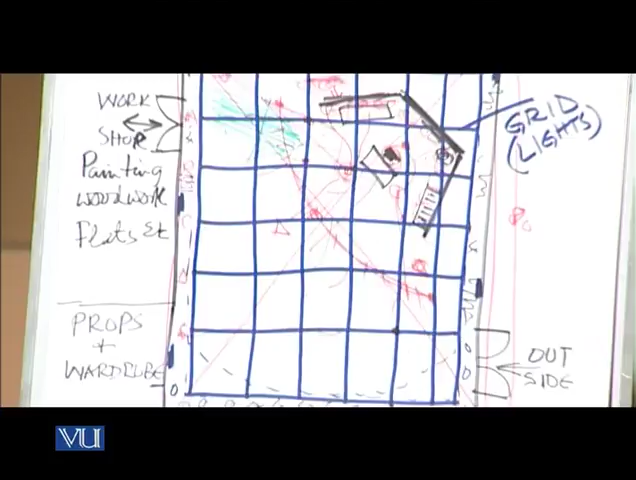 WORK
SHOP
Painting
woodwork
Flats Etc
PROPS
+
WARDROBE
GRID
(LIGHTS)
OUT
SIDE
VU